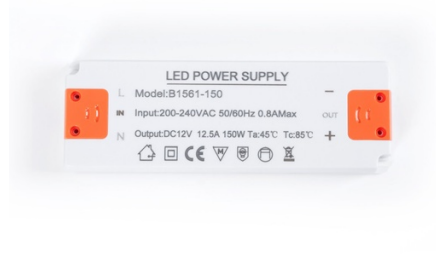 LED POWER SUPPLY
L Model:B1561-150 −
IN Input:200-240VAC 50/60Hz 0.8AMax OUT
N Output:DC12V 12.5A 150W Ta:45℃ Tc:85℃ +
CE M